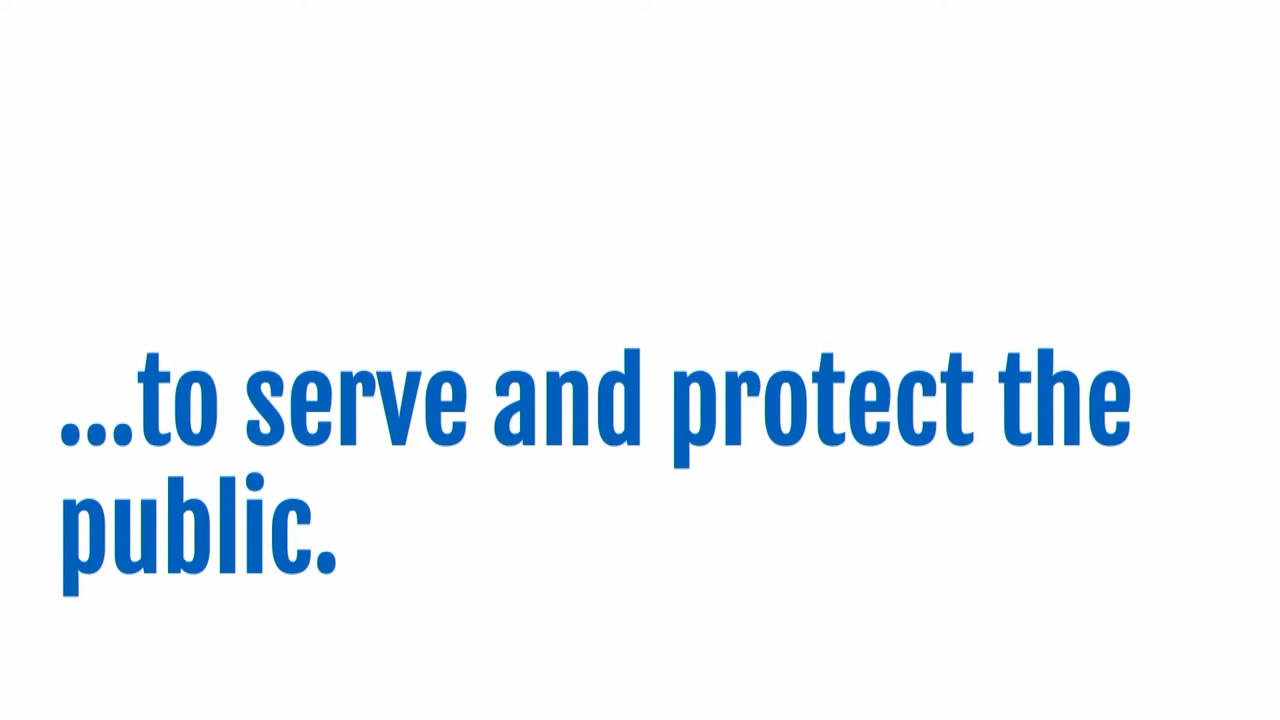 ...to serve and protect the
public.